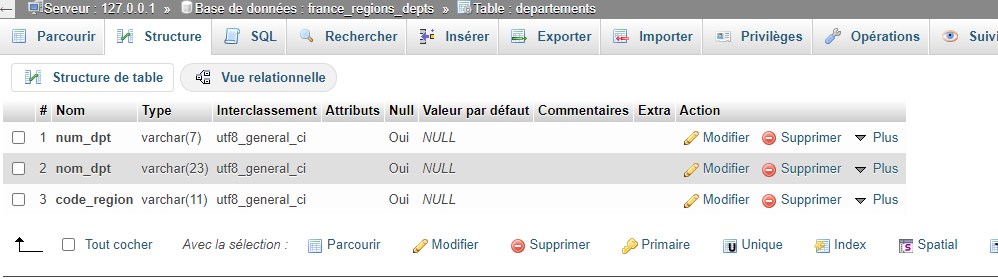 ← Serveur : 127.0.0.1 » Base de données : france_regions_depts » Table : departements
Parcourir Structure SQL Rechercher Insérer Exporter Importer Privilèges Opérations Suivi
Structure de table Vue relationnelle
# Nom Type Interclassement Attributs Null Valeur par défaut Commentaires Extra Action
1 num_dpt varchar(7) utf8_general_ci Oui NULL Modifier Supprimer Plus
2 nom_dpt varchar(23) utf8_general_ci Oui NULL Modifier Supprimer Plus
3 code_region varchar(11) utf8_general_ci Oui NULL Modifier Supprimer Plus
Tout cocher Avec la sélection : Parcourir Modifier Supprimer Primaire Unique Index Spatial